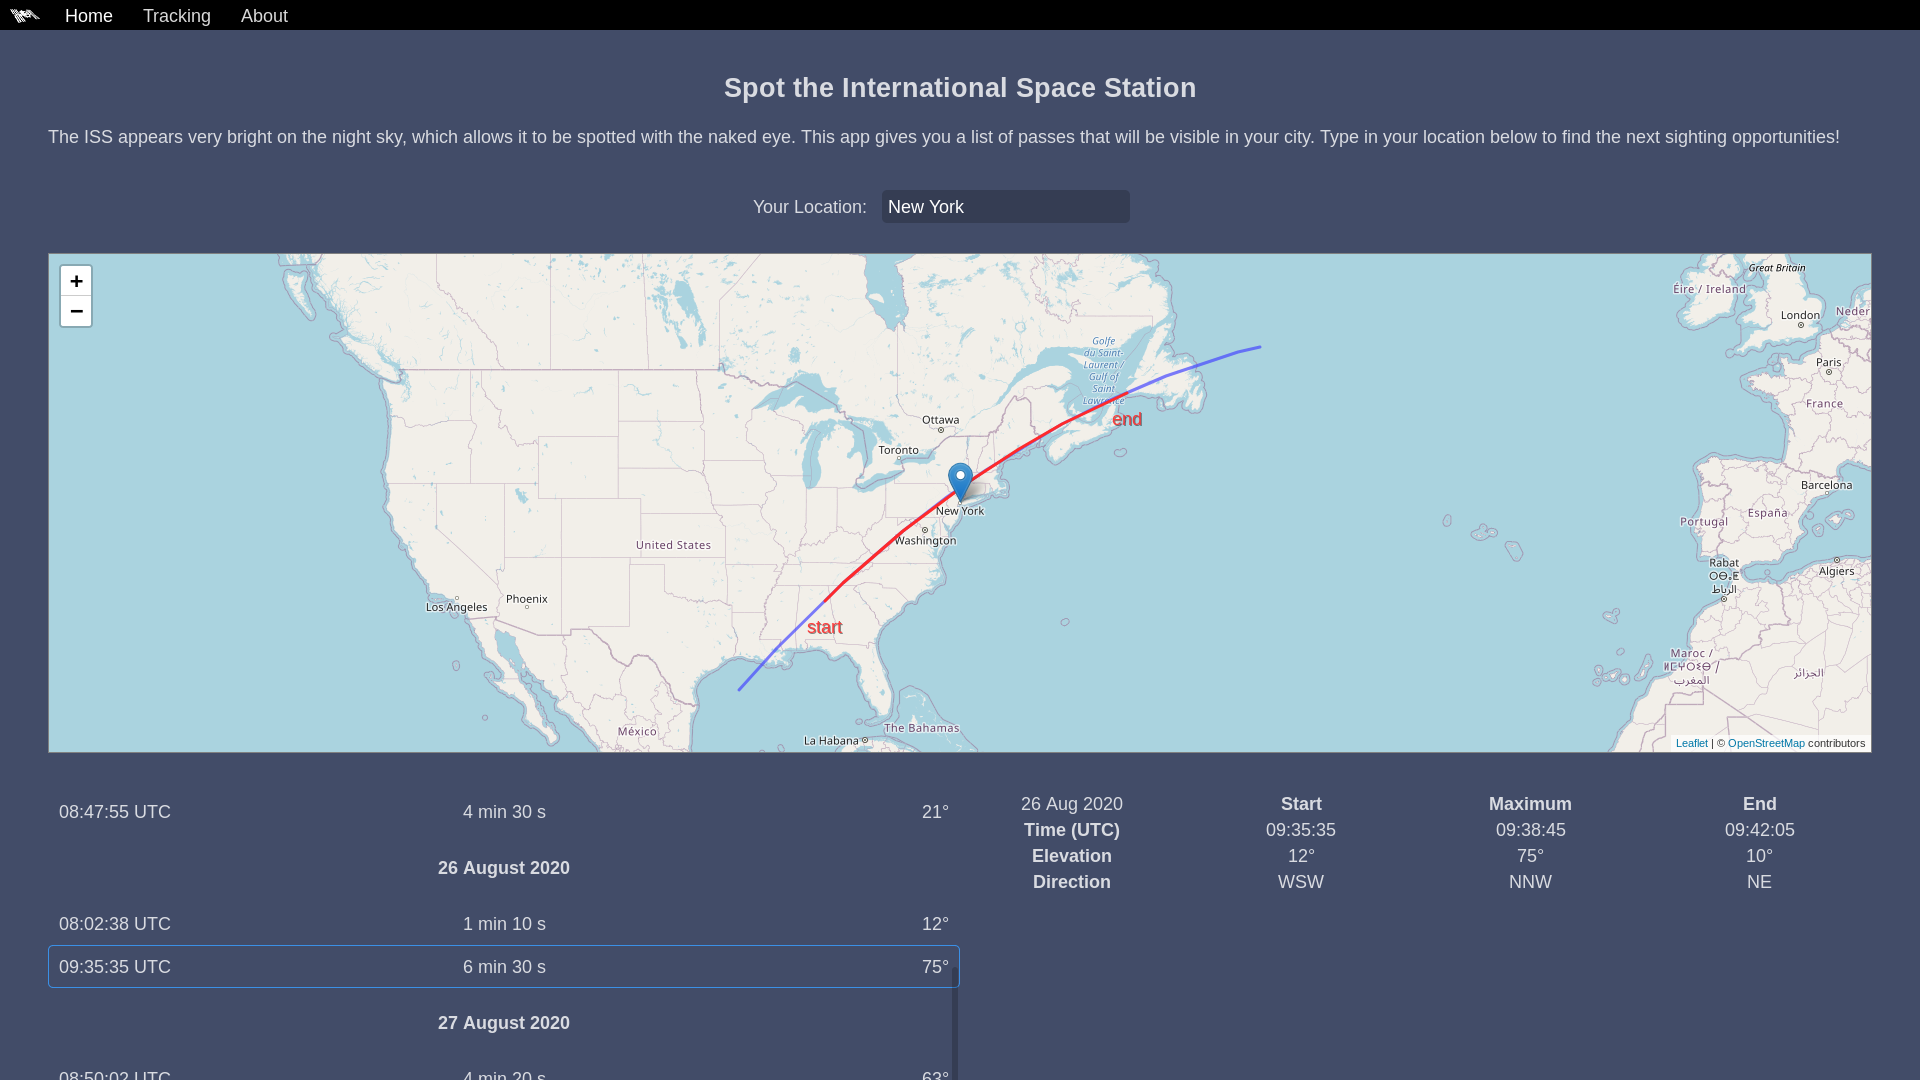 Home
Tracking
About
Spot the International Space Station
The ISS appears very bright on the night sky, which allows it to be spotted with the naked eye. This app gives you a list of passes that will be visible in your city. Type in your location below to find the next sighting opportunities!
Your Location: New York
+
−
Great Britain
Éire / Ireland
London
Neder
Paris
France
Golfe
du Saint-
Laurent /
Gulf of
Saint
Lawrence
end
Ottawa
Toronto
New York
Washington
United States
Barcelona
Portugal
España
Rabat
ⵔⴱⴰⵟ
الرباط
Algiers
Los Angeles
Phoenix
start
Maroc /
ⵍⵎⵖⵔⵉⴱ /
المغرب
الجزائر
México
The Bahamas
La Habana
Leaflet | © OpenStreetMap contributors
08:47:55 UTC 4 min 30 s 21°
26 August 2020
08:02:38 UTC 1 min 10 s 12°
09:35:35 UTC 6 min 30 s 75°
27 August 2020
08:50:02 UTC 4 min 20 s 63°
26 Aug 2020 Start Maximum End
Time (UTC) 09:35:35 09:38:45 09:42:05
Elevation 12° 75° 10°
Direction WSW NNW NE